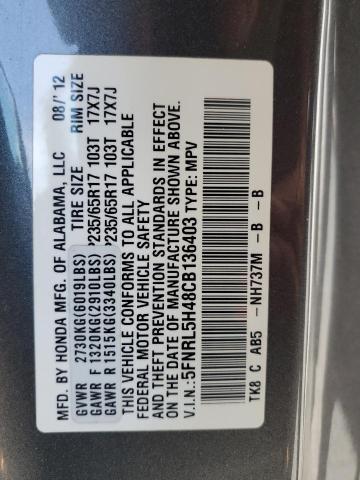 MFD. BY HONDA MFG. OF ALABAMA, LLC 08/'12
TIRE SIZE RIM SIZE
GVWR 2730KG(6019LBS)
GAWR F 1320KG(2910LBS) P235/65R17 103T 17X7J
GAWR R 1515KG(3340LBS) P235/65R17 103T 17X7J
THIS VEHICLE CONFORMS TO ALL APPLICABLE
FEDERAL MOTOR VEHICLE SAFETY
AND THEFT PREVENTION STANDARDS IN EFFECT
ON THE DATE OF MANUFACTURE SHOWN ABOVE.
5FNRL5H48CB136403 TYPE: MPV
TK8 C AB5 -NH737M -B -B